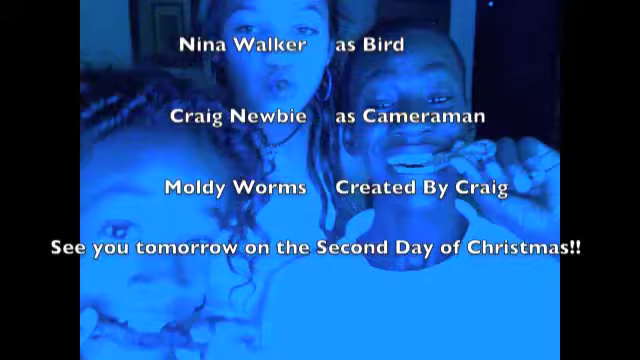 Nina Walker as Bird
Craig Newbie as Cameraman
Moldy Worms Created By Craig
See you tomorrow on the Second Day of Christmas!!